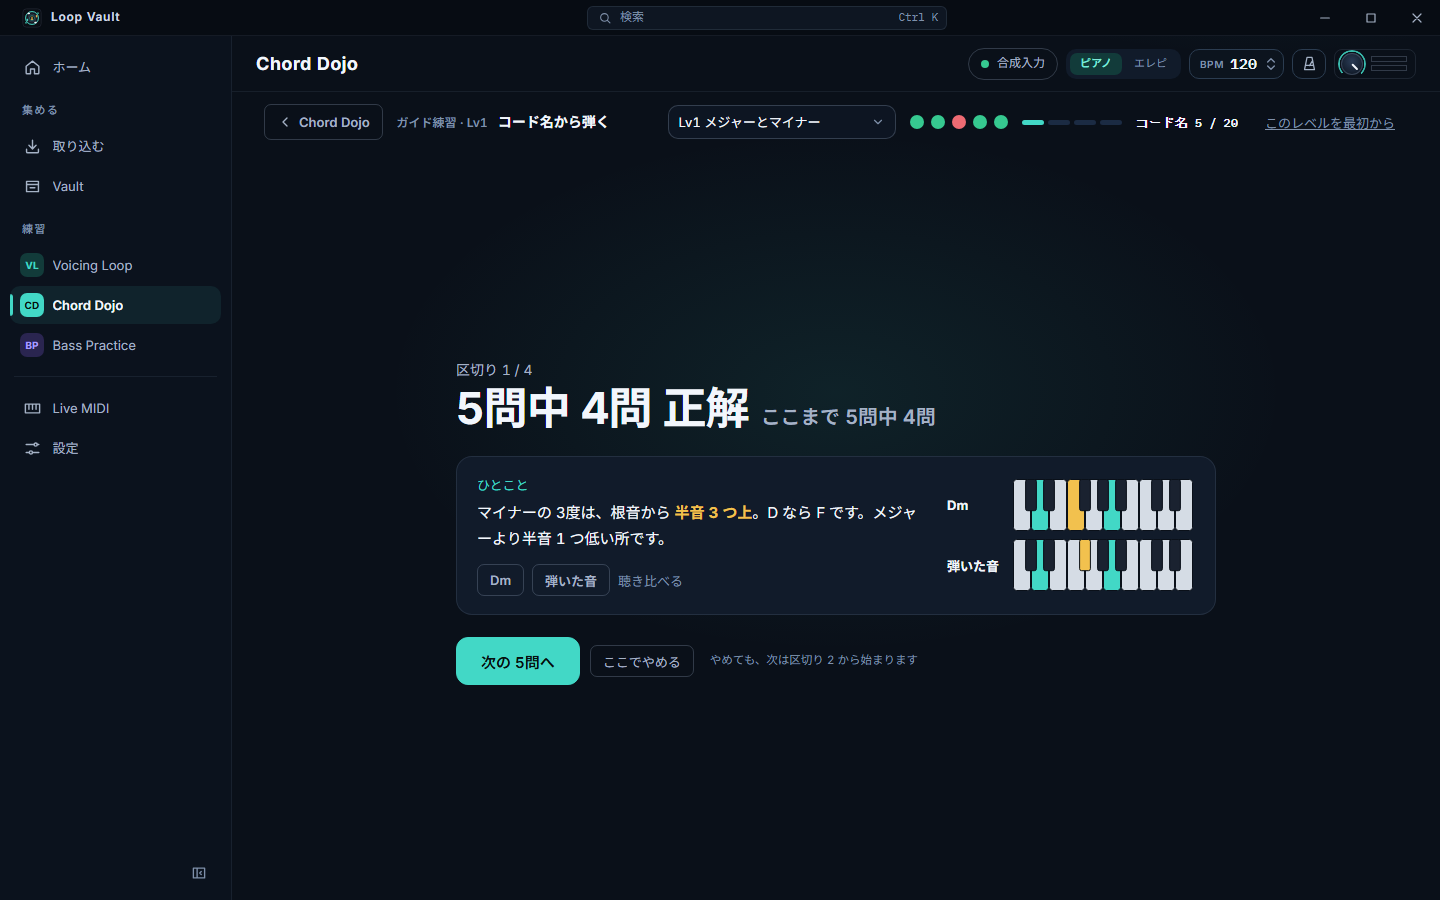 Loop Vault
検索
Ctrl K
ホーム
集める
取り込む
Vault
練習
VL Voicing Loop
CD Chord Dojo
BP Bass Practice
Live MIDI
設定
Chord Dojo
合成入力
ピアノ
エレピ
BPM 120
Chord Dojo
ガイド練習 · Lv1 コード名から弾く
Lv1 メジャーとマイナー
コード名 5 / 20
このレベルを最初から
区切り 1 / 4
5問中 4問 正解 ここまで 5問中 4問
ひとこと
マイナーの 3度は、根音から 半音 3 つ上。D なら F です。メジャ
ーより半音 1 つ低い所です。
Dm
弾いた音
聴き比べる
Dm
弾いた音
次の 5問へ
ここでやめる
やめても、次は区切り 2 から始まります